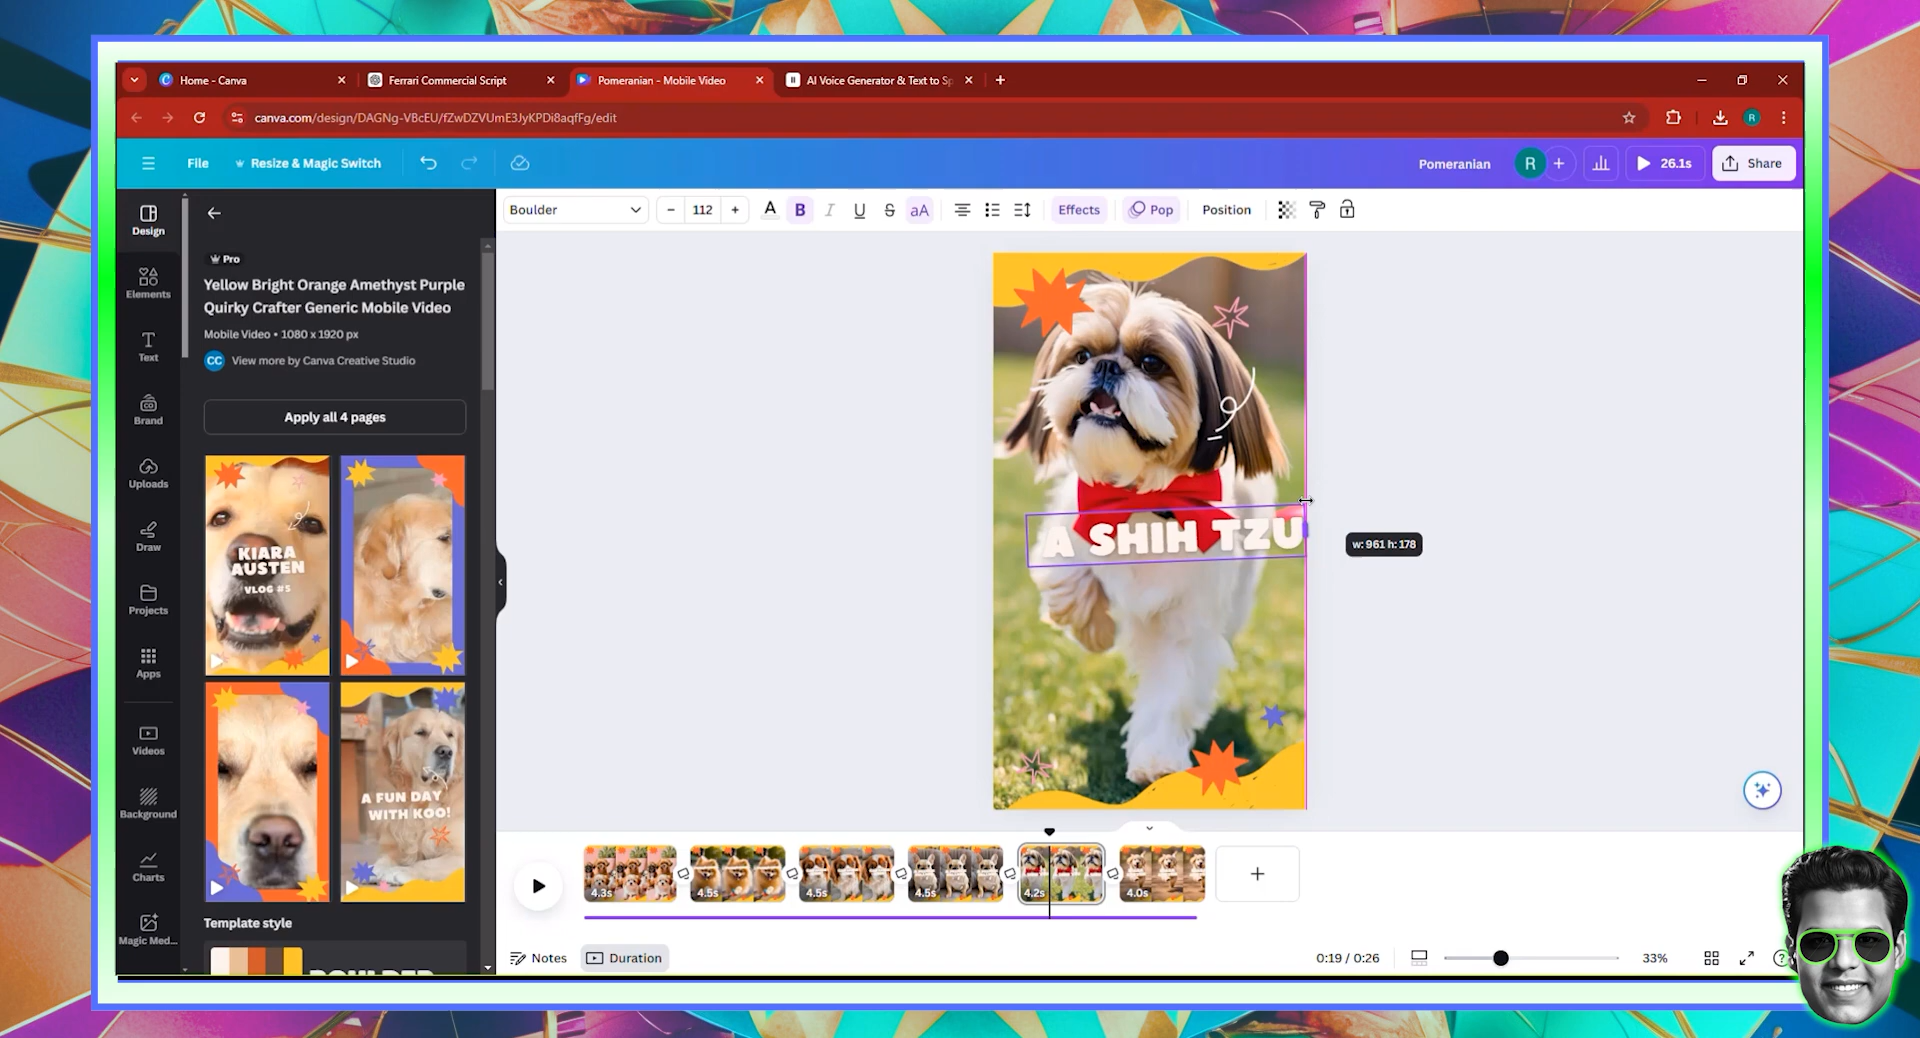 Home - Canva
Ferrari Commercial Script
Pomeranian - Mobile Video
AI Voice Generator & Text to Sp
canva.com/design/DAGNg-VBcEU/fZwDZVUmE3JyKPDi8aqfFg/edit
R
File
Resize & Magic Switch
Pomeranian
R
26.1s
Share
Design
Elements
Text
Brand
Uploads
Draw
Projects
Apps
Videos
Background
Charts
Magic Med...
Pro
Yellow Bright Orange Amethyst Purple
Quirky Crafter Generic Mobile Video
Mobile Video • 1080 x 1920 px
CC View more by Canva Creative Studio
Apply all 4 pages
KIARA
AUSTEN
VLOG #5
A FUN DAY
WITH KOO!
Template style
Boulder
- 112 +
A B I U S aA
Effects
Pop
Position
A SHIH TZU
w: 961 h: 178
4.3s
4.5s
4.5s
4.5s
4.2s
4.0s
Notes
Duration
0:19 / 0:26
33%